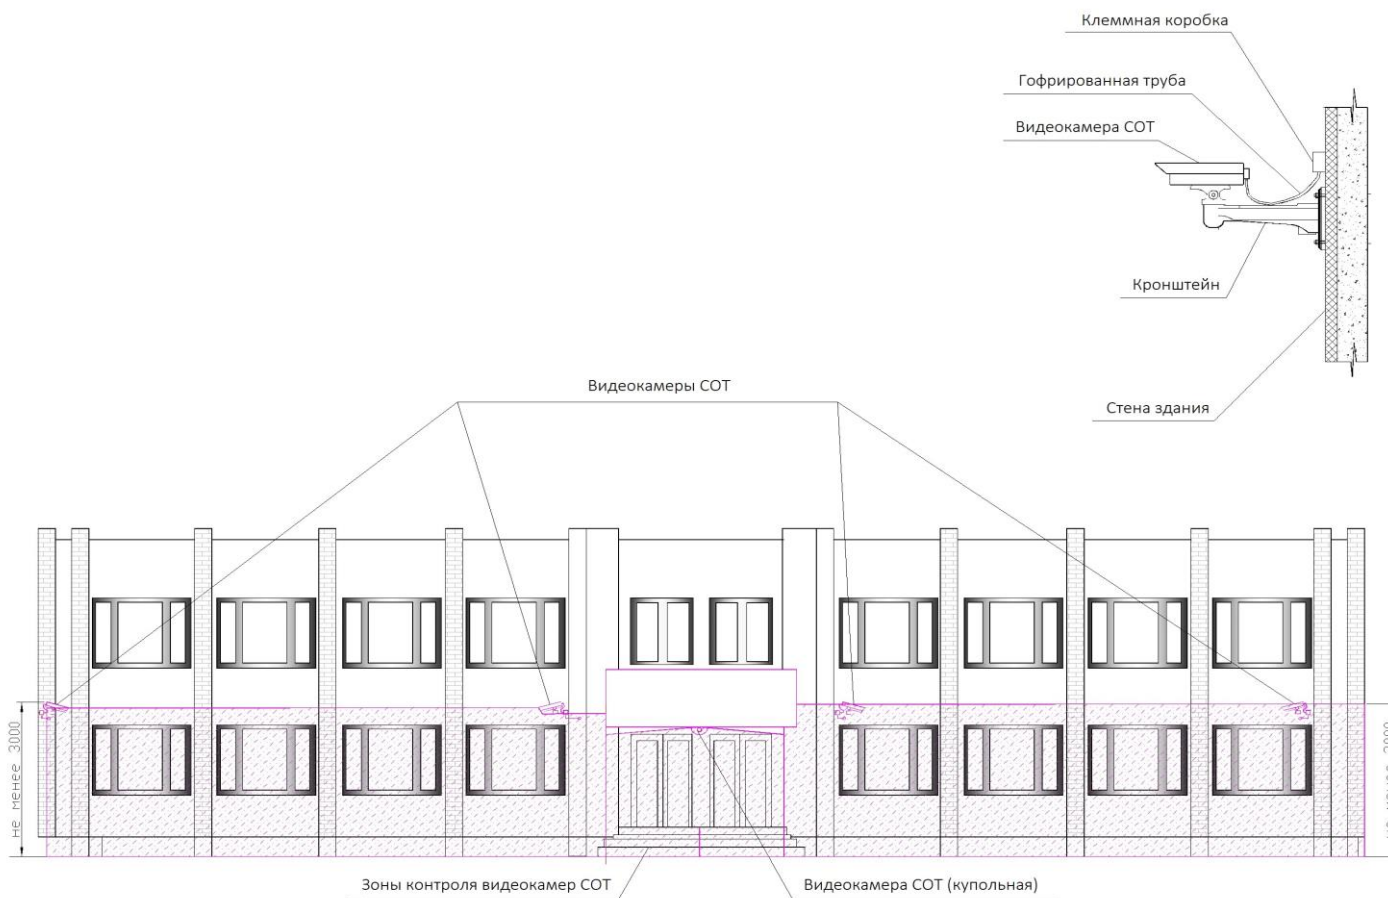 Клеммная коробка
Гофрированная труба
Видеокамера СОТ
Кронштейн
Стена здания
Видеокамеры СОТ
не менее 3000
Зоны контроля видеокамер СОТ
Видеокамера СОТ (купольная)